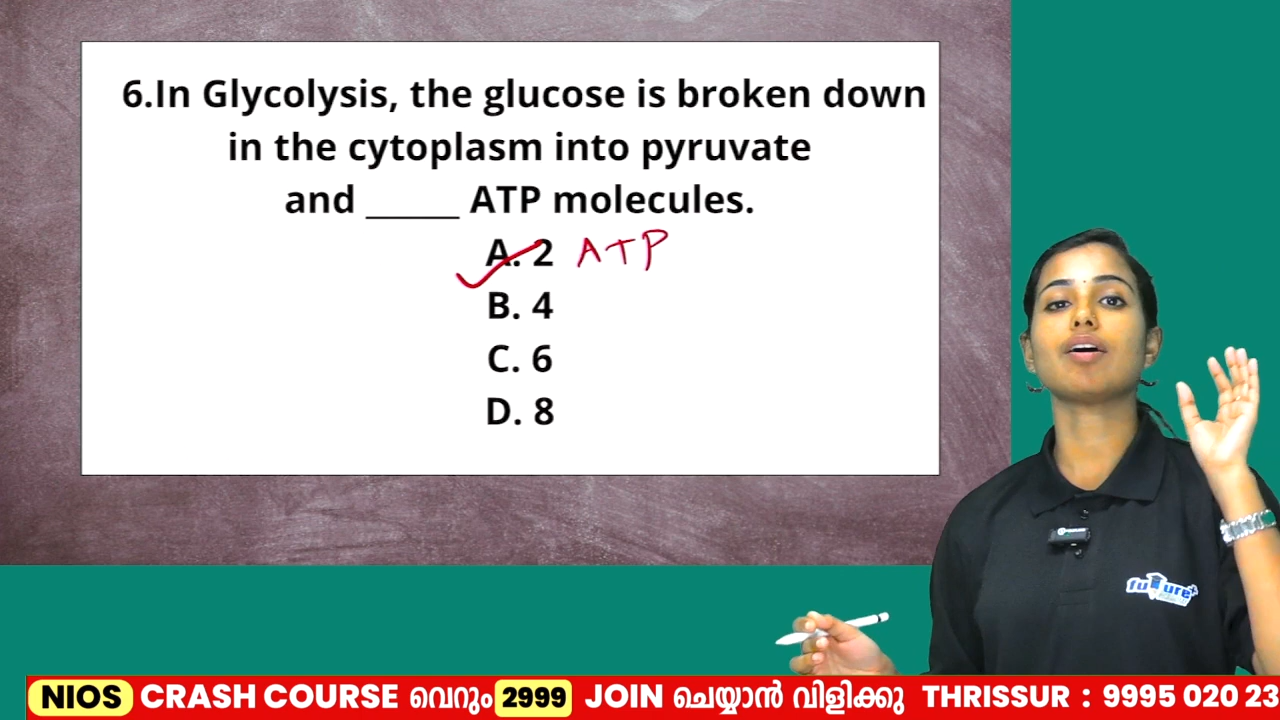 6.In Glycolysis, the glucose is broken down
in the cytoplasm into pyruvate
and ______ ATP molecules.
A. 2 ATP
B. 4
C. 6
D. 8
future+
NIOS CRASH COURSE വെറും 2999 JOIN ചെയ്യാൻ വിളിക്കു THRISSUR : 9995 020 23